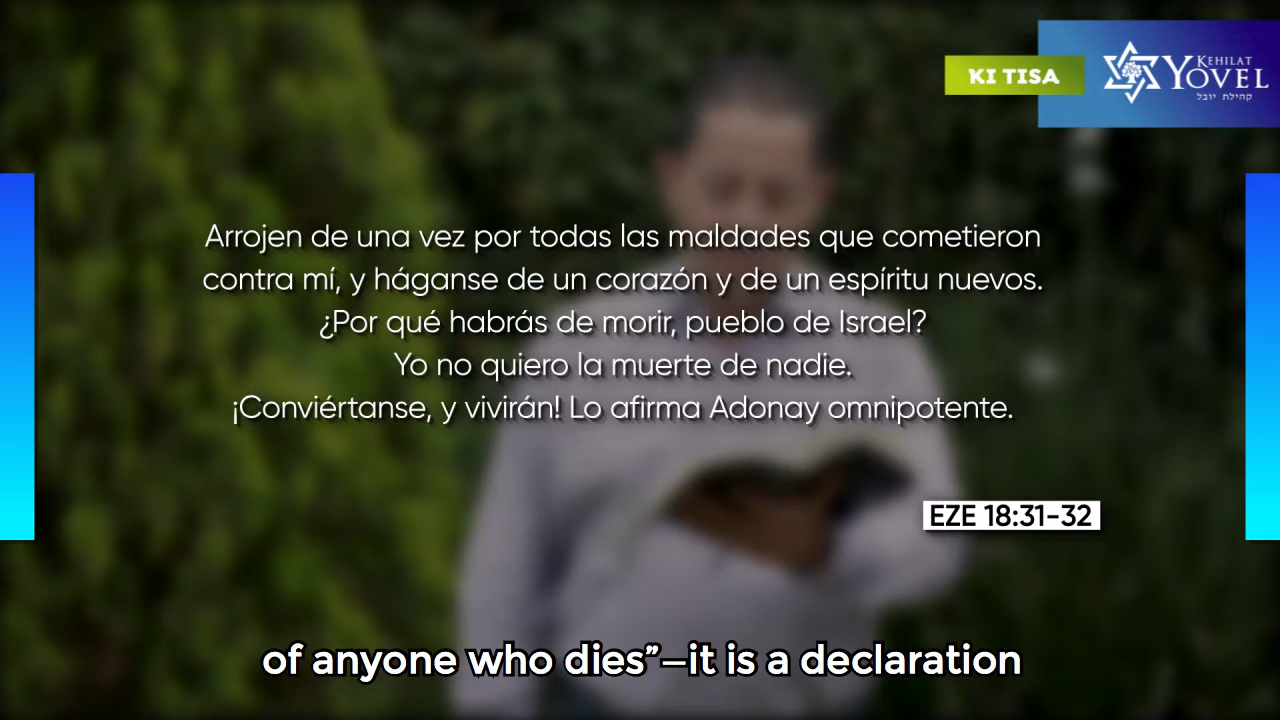 KI TISA
KEHILAT
YOVEL
קהילת יובל
Arrojen de una vez por todas las maldades que cometieron
contra mí, y háganse de un corazón y de un espíritu nuevos.
¿Por qué habrás de morir, pueblo de Israel?
Yo no quiero la muerte de nadie.
¡Conviértanse, y vivirán! Lo afirma Adonay omnipotente.
EZE 18:31-32
of anyone who dies”—it is a declaration